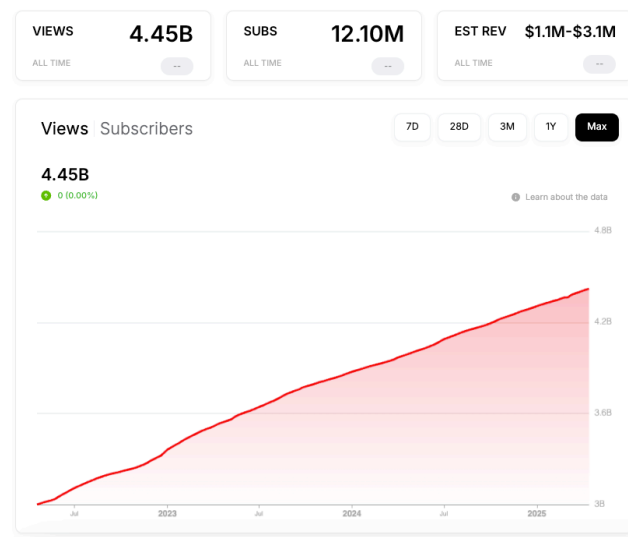 VIEWS 4.45B
ALL TIME --
SUBS 12.10M
ALL TIME --
EST REV $1.1M-$3.1M
ALL TIME --
Views Subscribers
7D 28D 3M 1Y Max
4.45B
0 (0.00%)
Learn about the data
4.8B
4.2B
3.6B
3B
Jul 2023 Jul 2024 Jul 2025